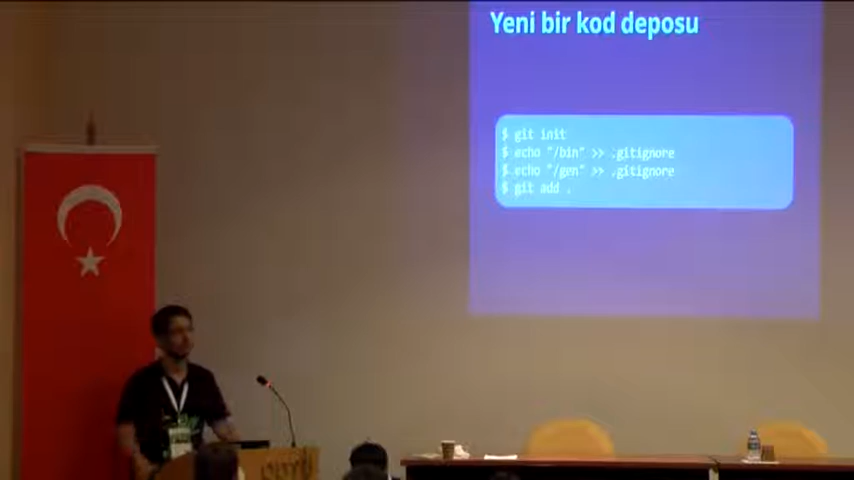 Yeni bir kod deposu
$ git init
$ echo "/bin" >> .gitignore
$ echo "/gen" >> .gitignore
$ git add .